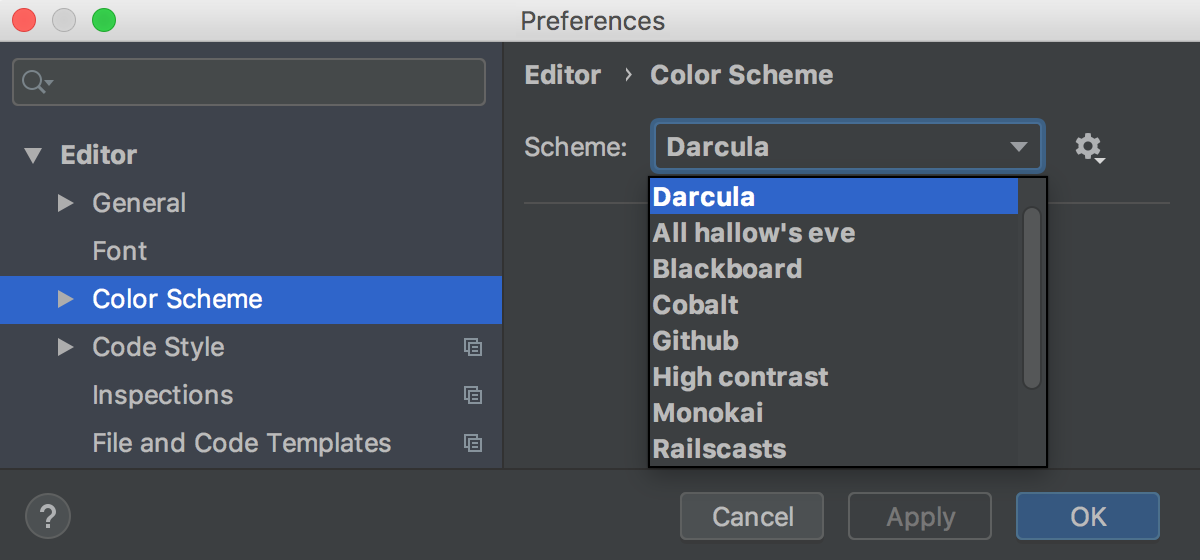 Preferences
Editor
General
Font
Color Scheme
Code Style
Inspections
File and Code Templates
Editor › Color Scheme
Scheme: Darcula
Darcula
All hallow's eve
Blackboard
Cobalt
Github
High contrast
Monokai
Railscasts
? Cancel Apply OK